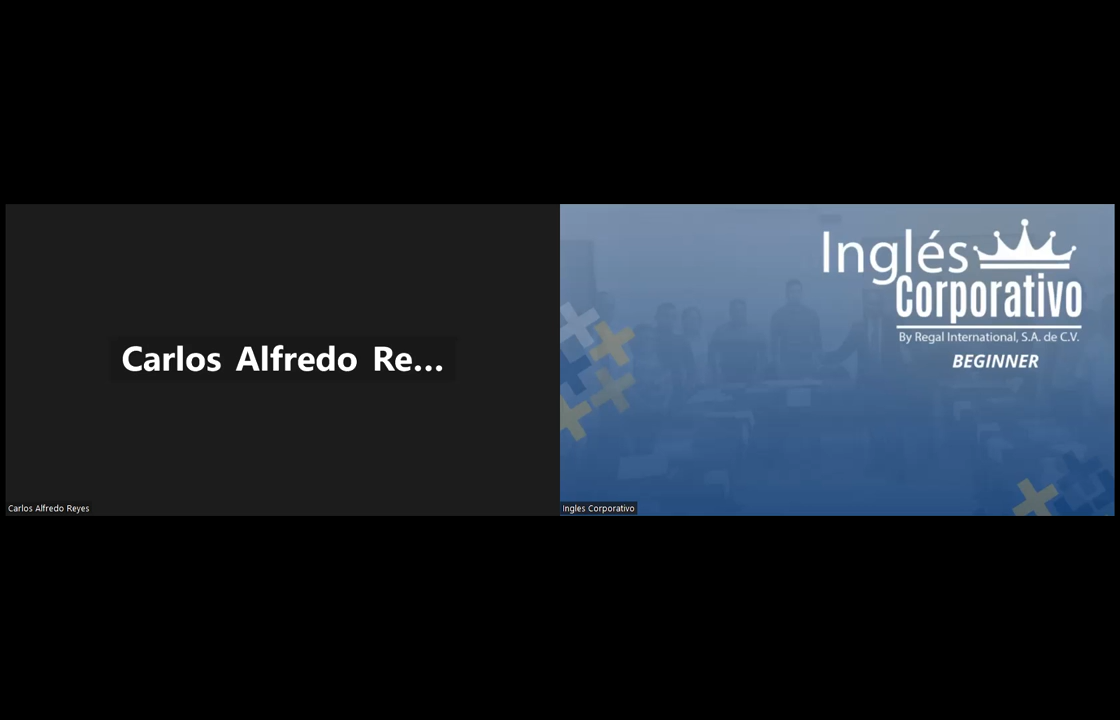 Carlos Alfredo Re...
Carlos Alfredo Reyes
Inglés
Corporativo
By Regal International, S.A. de C.V.
BEGINNER
Ingles Corporativo